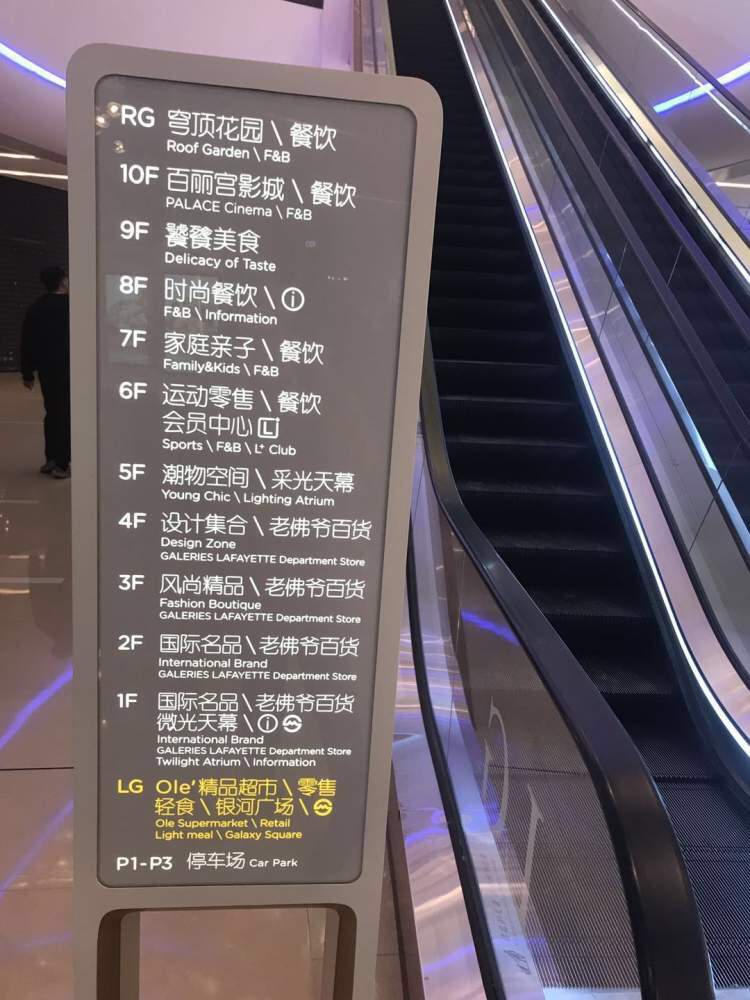 RG 穹顶花园 \ 餐饮
Roof Garden \ F&B
10F 百丽宫影城 \ 餐饮
PALACE Cinema \ F&B
9F 饕餮美食
Delicacy of Taste
8F 时尚餐饮 \ i
F&B \ Information
7F 家庭亲子 \ 餐饮
Family&Kids \ F&B
6F 运动零售 \ 餐饮
会员中心 L+
Sports \ F&B \ L+ Club
5F 潮物空间 \ 采光天幕
Young Chic \ Lighting Atrium
4F 设计集合 \ 老佛爷百货
Design Zone
GALERIES LAFAYETTE Department Store
3F 风尚精品 \ 老佛爷百货
Fashion Boutique
GALERIES LAFAYETTE Department Store
2F 国际名品 \ 老佛爷百货
International Brand
GALERIES LAFAYETTE Department Store
1F 国际名品 \ 老佛爷百货
微光天幕 \ i
International Brand
GALERIES LAFAYETTE Department Store
Twilight Atrium \ Information
LG Ole' 精品超市 \ 零售
轻食 \ 银河广场 \
Ole Supermarket \ Retail
Light meal \ Galaxy Square
P1-P3 停车场 Car Park